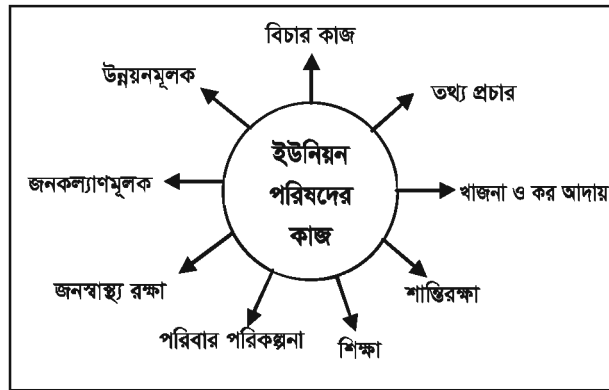 বিচার কাজ
উন্নয়নমূলক
তথ্য প্রচার
ইউনিয়ন
পরিষদের
কাজ
জনকল্যাণমূলক
খাজনা ও কর আদায়
জনস্বাস্থ্য রক্ষা
শান্তিরক্ষা
পরিবার পরিকল্পনা
শিক্ষা